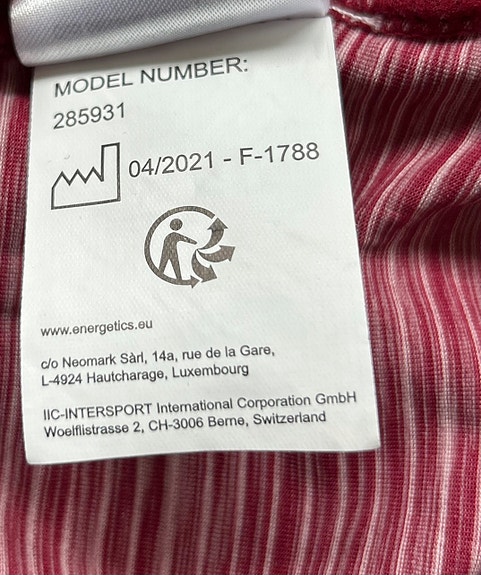 MODEL NUMBER:
285931
04/2021 - F-1788
www.energetics.eu
c/o Neomark Sàrl, 14a, rue de la Gare,
L-4924 Hautcharage, Luxembourg
IIC-INTERSPORT International Corporation GmbH
Woelflistrasse 2, CH-3006 Berne, Switzerland